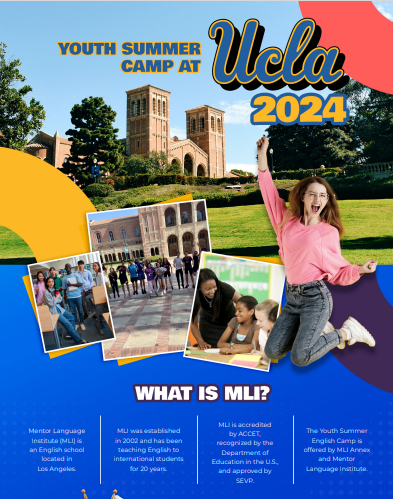 YOUTH SUMMER
CAMP AT
Ucla
2024
WHAT IS MLI?
Mentor Language
Institute (MLI) is
an English school
located in
Los Angeles.
MLI was established
in 2002 and has been
teaching English to
international students
for 20 years.
MLI is accredited
by ACCET,
recognized by the
Department of
Education in the U.S.,
and approved by
SEVP.
The Youth Summer
English Camp is
offered by MLI Annex
and Mentor
Language Institute.